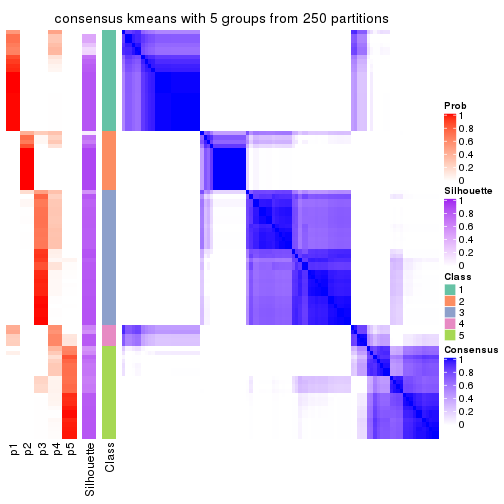 consensus kmeans with 5 groups from 250 partitions
Prob
1
0.8
0.6
0.4
0.2
0
Silhouette
1
0.8
0.6
0.4
0.2
0
Class
1
2
3
4
5
Consensus
1
0.8
0.6
0.4
0.2
0
p1
p2
p3
p4
p5
Silhouette
Class